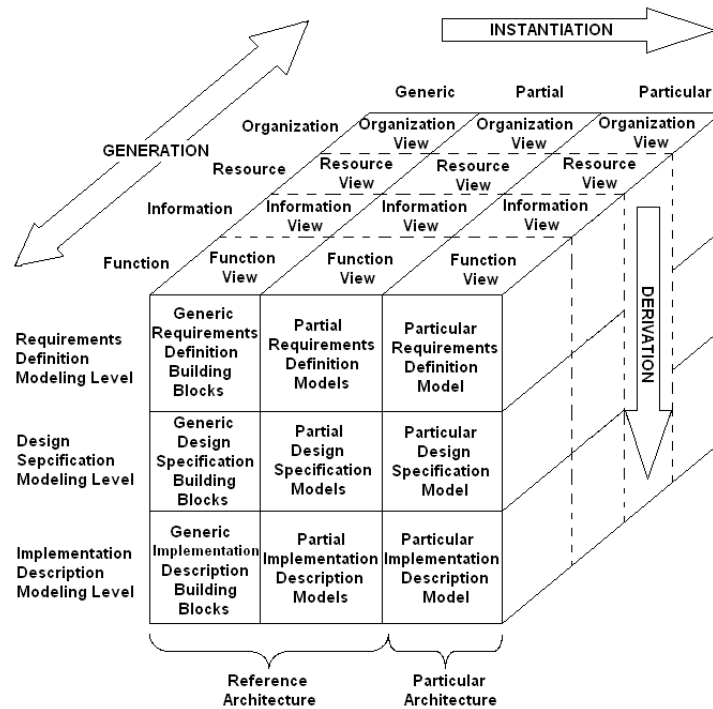 INSTANTIATION
GENERATION
Generic Partial Particular
Organization
Organization
View
Organization
View
Organization
View
Resource
Resource
View
Resource
View
Resource
View
Information
Information
View
Information
View
Information
View
Function
Function
View
Function
View
Function
View
DERIVATION
Requirements
Definition
Modeling Level
Generic
Requirements
Definition
Building
Blocks
Partial
Requirements
Definition
Models
Particular
Requirements
Definition
Model
Design
Sepcification
Modeling Level
Generic
Design
Specification
Building
Blocks
Partial
Design
Specification
Models
Particular
Design
Specification
Model
Implementation
Description
Modeling Level
Generic
Implementation
Description
Building
Blocks
Partial
Implementation
Description
Models
Particular
Implementation
Description
Model
Reference
Architecture
Particular
Architecture